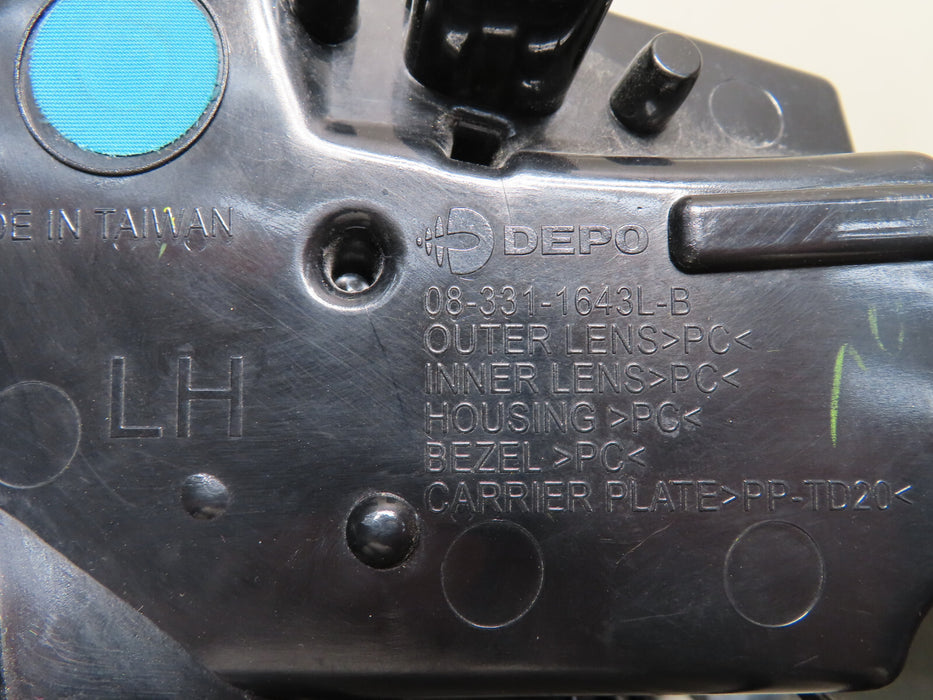 DE IN TAIWAN
DEPO
08-331-1643L-B
OUTER LENS>PC<
INNER LENS>PC<
HOUSING >PC<
BEZEL >PC<
CARRIER PLATE>PP-TD20<
LH